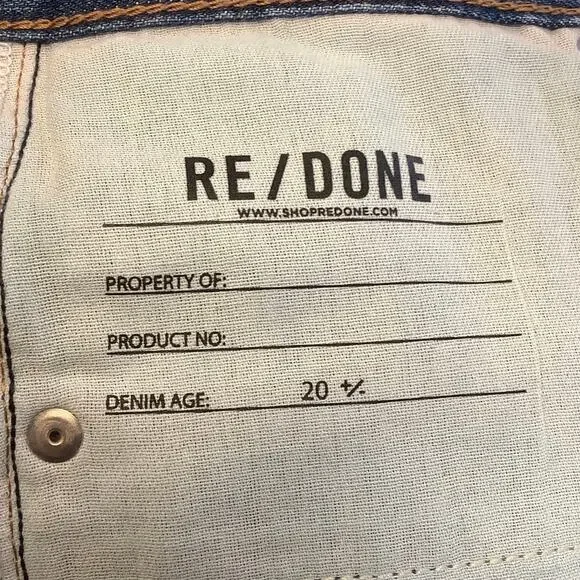 RE/DONE
WWW.SHOPREDONE.COM
PROPERTY OF:
PRODUCT NO:
DENIM AGE: 20 +/-